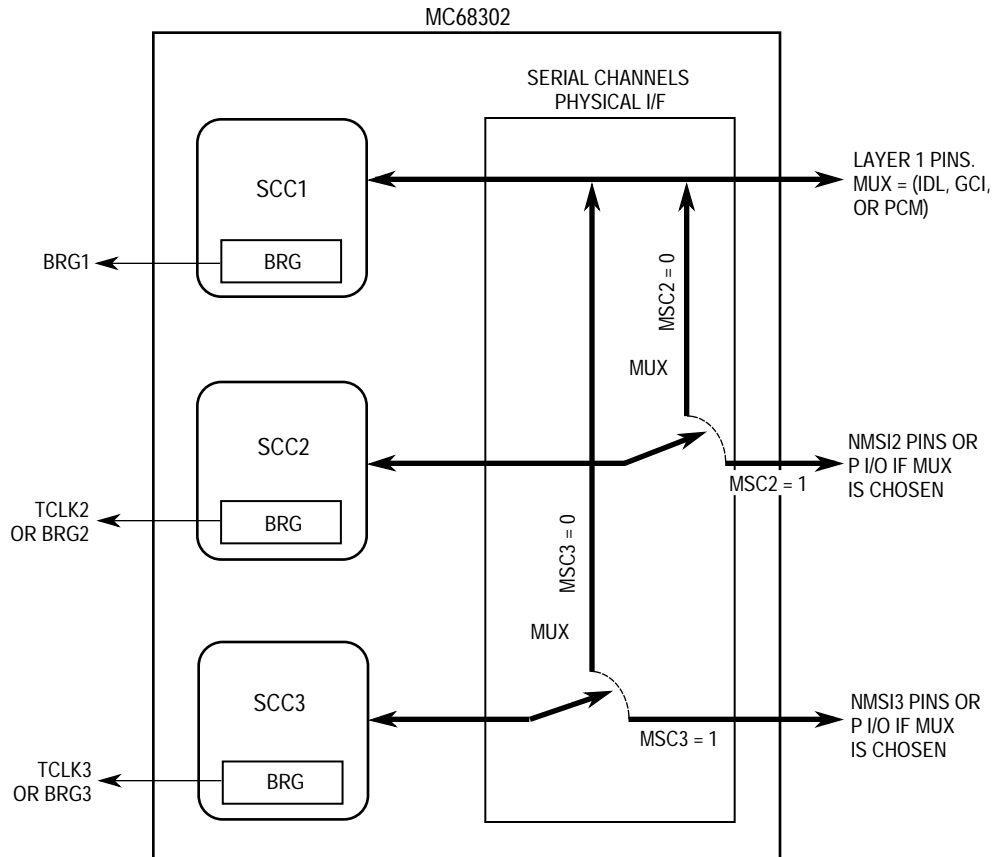 MC68302
SERIAL CHANNELS
PHYSICAL I/F
SCC1
BRG
BRG1
LAYER 1 PINS.
MUX = (IDL, GCI,
OR PCM)
MSC2 = 0
MUX
SCC2
BRG
TCLK2
OR BRG2
NMSI2 PINS OR
P I/O IF MUX
IS CHOSEN
MSC2 = 1
MSC3 = 0
MUX
SCC3
BRG
TCLK3
OR BRG3
MSC3 = 1
NMSI3 PINS OR
P I/O IF MUX
IS CHOSEN